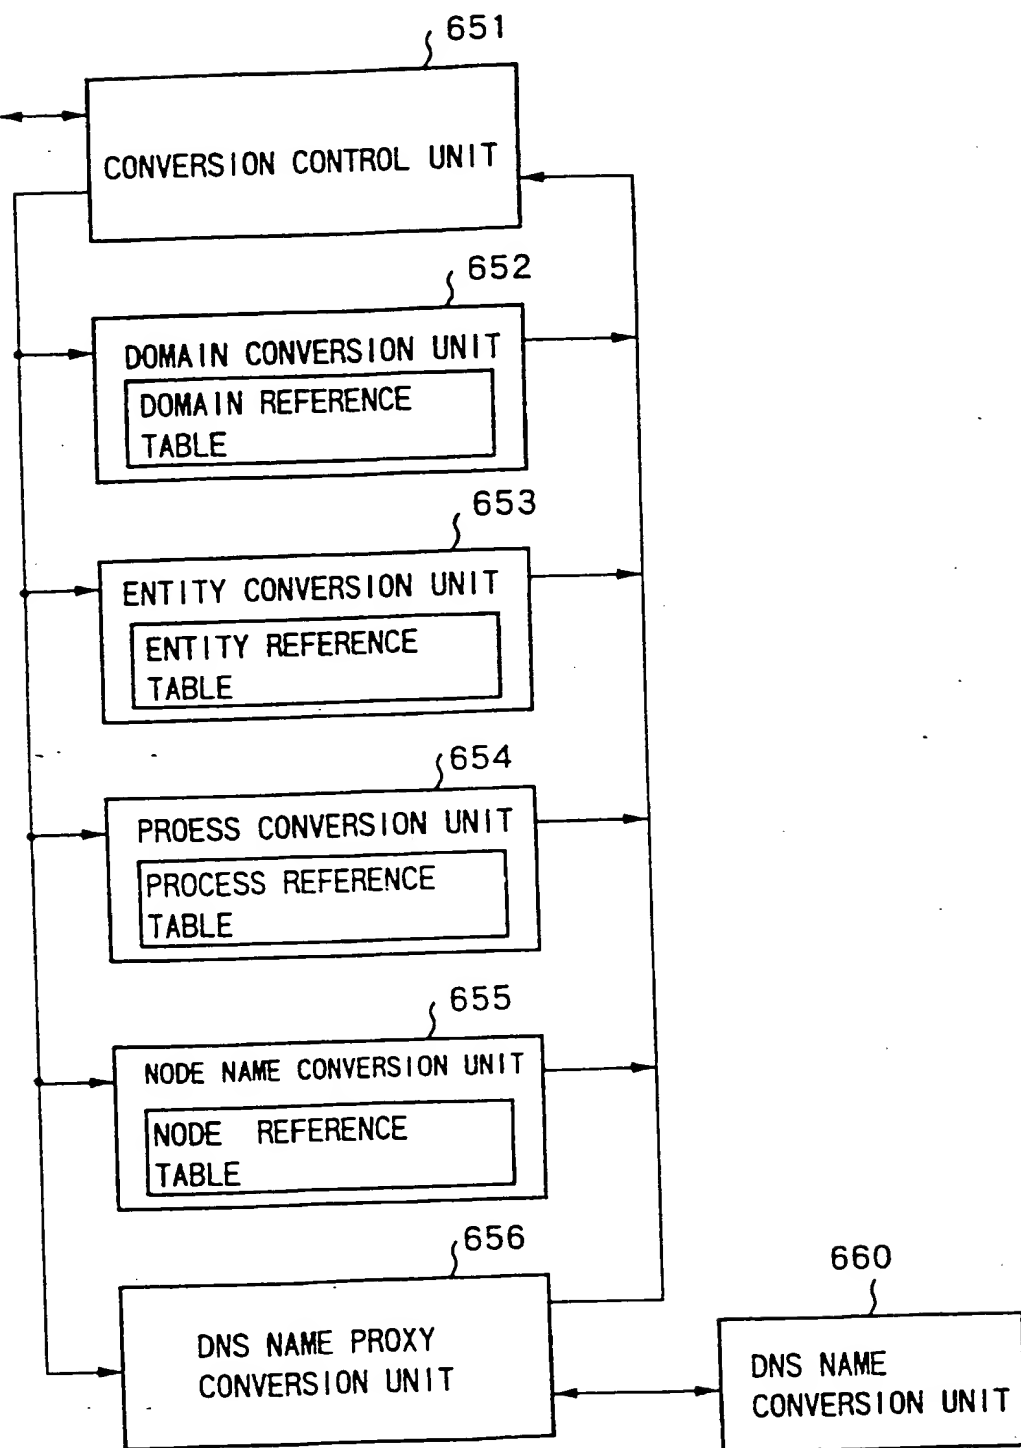 651
CONVERSION CONTROL UNIT
652
DOMAIN CONVERSION UNIT
DOMAIN REFERENCE
TABLE
653
ENTITY CONVERSION UNIT
ENTITY REFERENCE
TABLE
654
PROESS CONVERSION UNIT
PROCESS REFERENCE
TABLE
655
NODE NAME CONVERSION UNIT
NODE REFERENCE
TABLE
656
DNS NAME PROXY
CONVERSION UNIT
660
DNS NAME
CONVERSION UNIT